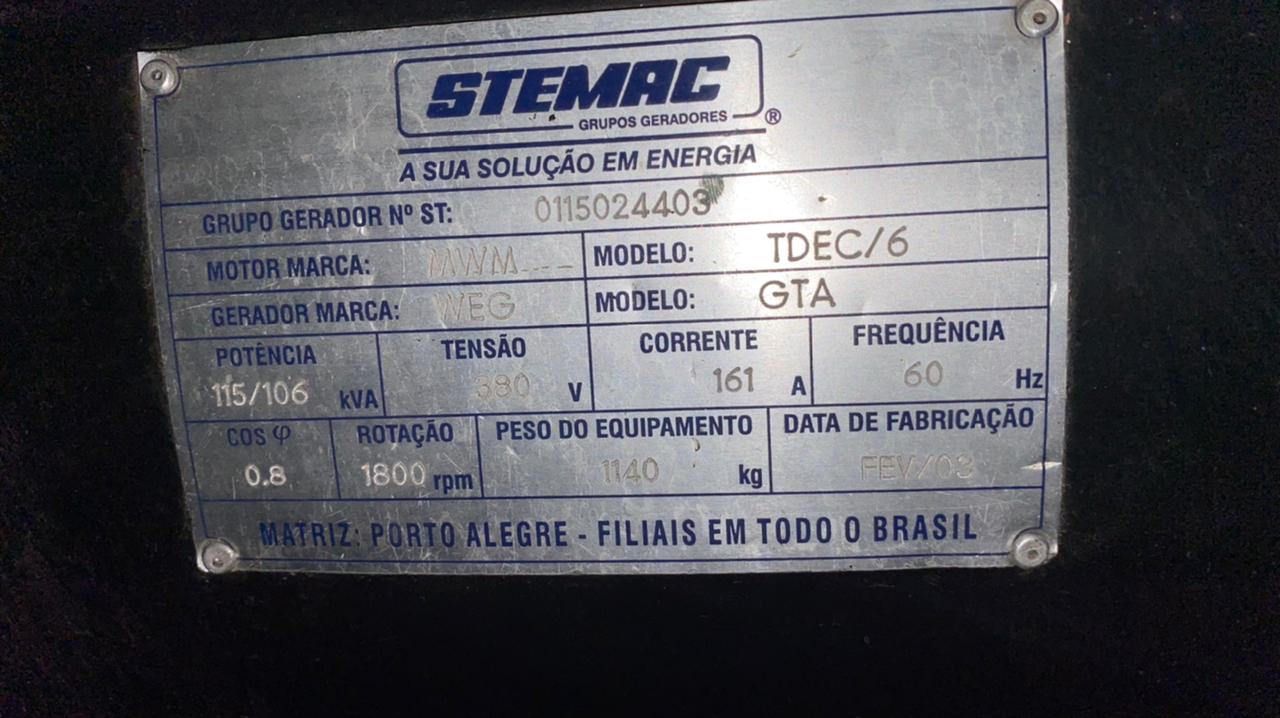 STEMAC
GRUPOS GERADORES ®
A SUA SOLUÇÃO EM ENERGIA
GRUPO GERADOR Nº ST: 0115024403
MOTOR MARCA: MWM--- MODELO: TDEC/6
GERADOR MARCA: WEG MODELO: GTA
POTÊNCIA TENSÃO CORRENTE FREQUÊNCIA
115/106 kVA 380 V 161 A 60 Hz
COS φ ROTAÇÃO PESO DO EQUIPAMENTO DATA DE FABRICAÇÃO
0.8 1800 rpm 1140 kg FEV/03
MATRIZ: PORTO ALEGRE - FILIAIS EM TODO O BRASIL